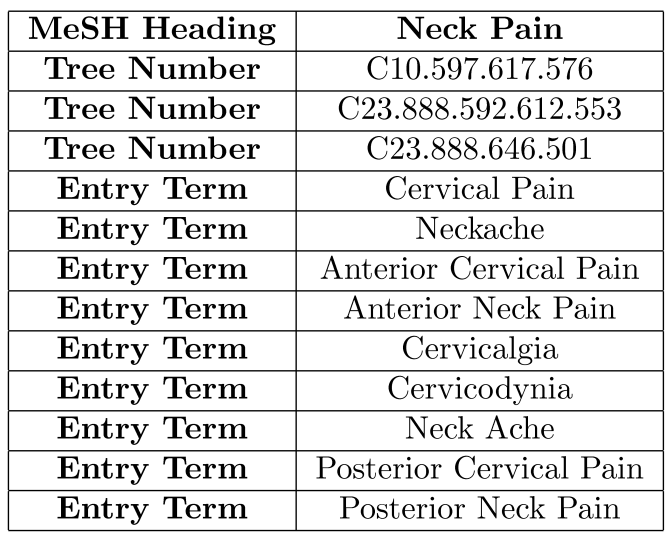 MeSH Heading Neck Pain
Tree Number C10.597.617.576
Tree Number C23.888.592.612.553
Tree Number C23.888.646.501
Entry Term Cervical Pain
Entry Term Neckache
Entry Term Anterior Cervical Pain
Entry Term Anterior Neck Pain
Entry Term Cervicalgia
Entry Term Cervicodynia
Entry Term Neck Ache
Entry Term Posterior Cervical Pain
Entry Term Posterior Neck Pain